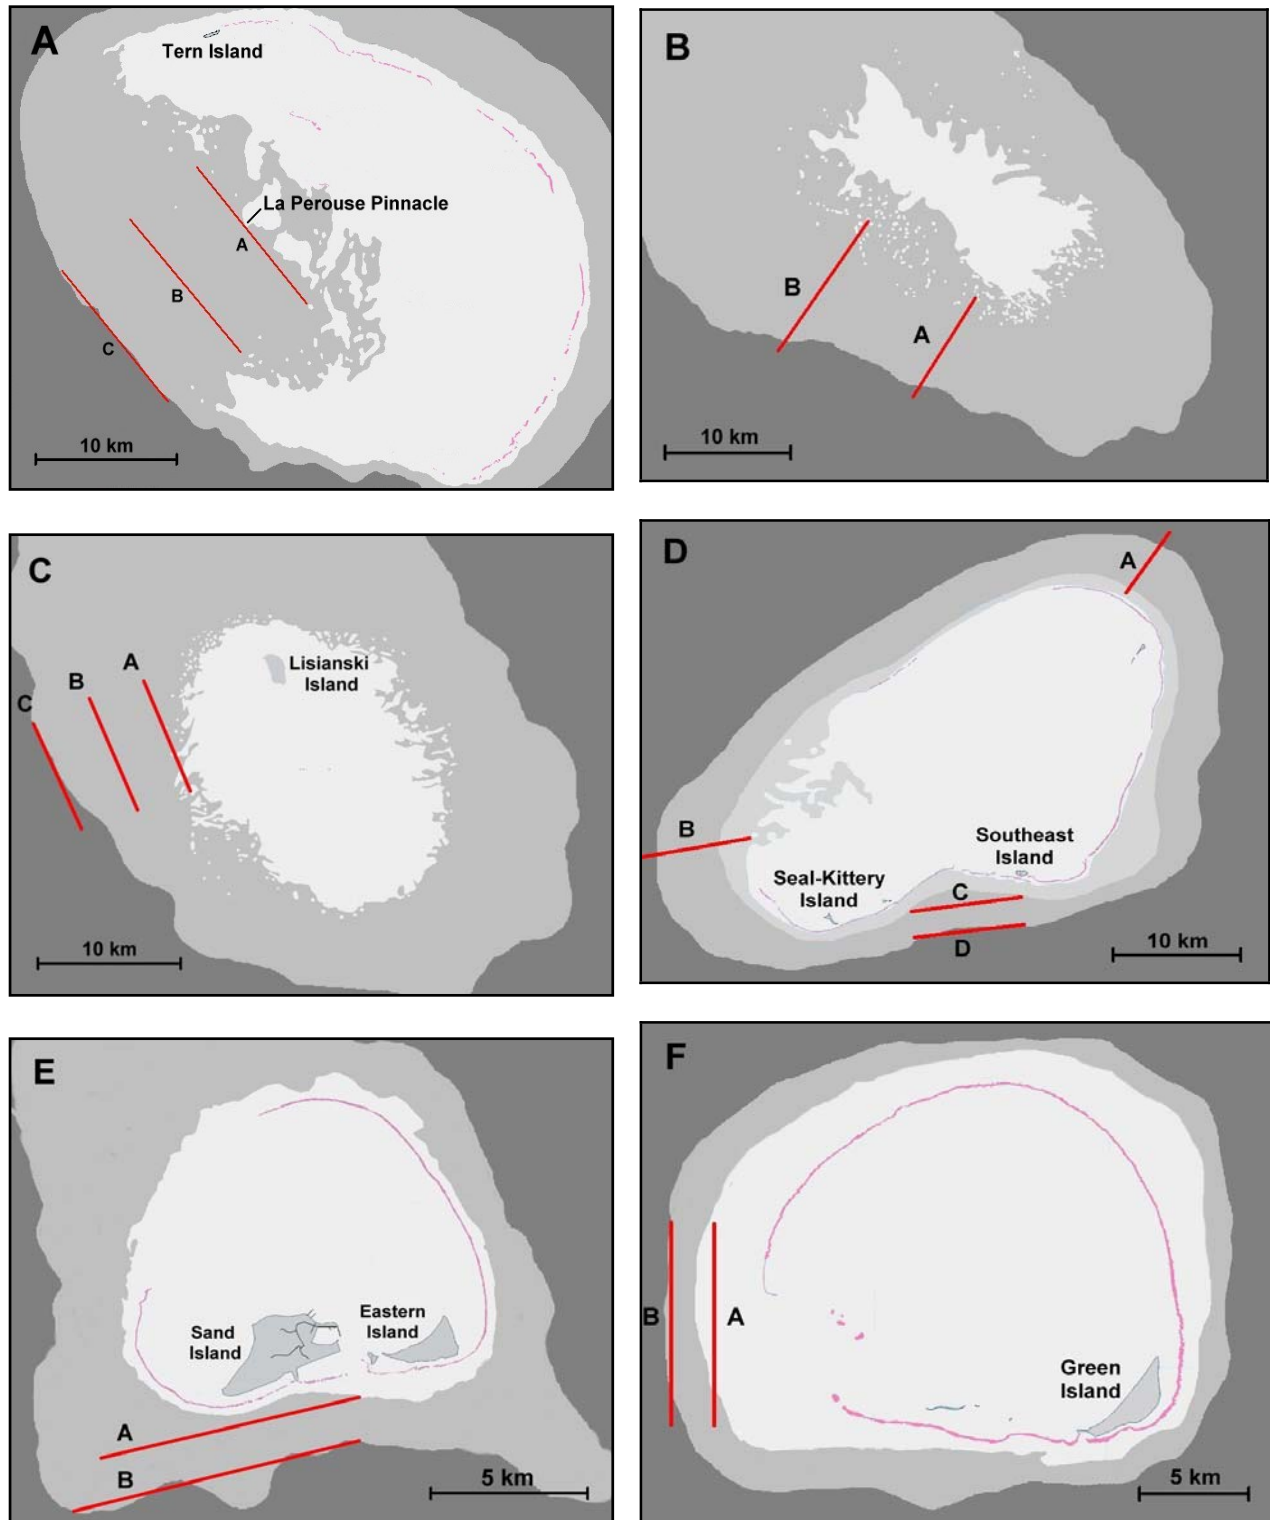 A
Tern Island
La Perouse Pinnacle
A
B
C
10 km
B
B
A
10 km
C
Lisianski
Island
A
B
C
10 km
D
A
B
Southeast
Island
Seal-Kittery
Island
C
D
10 km
E
Sand
Island
Eastern
Island
A
B
5 km
F
B
A
Green
Island
5 km